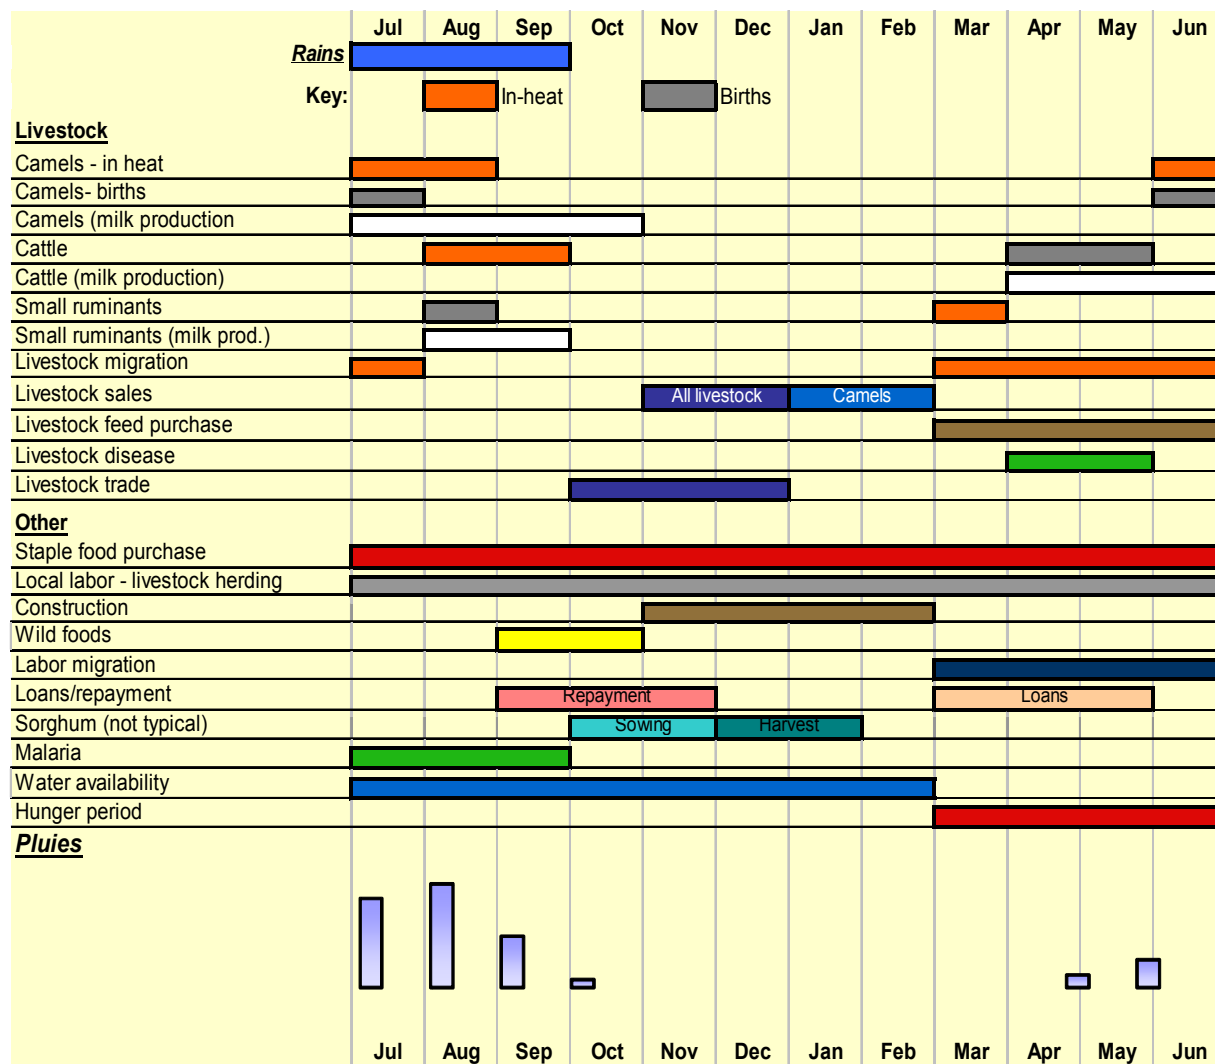 Jul Aug Sep Oct Nov Dec Jan Feb Mar Apr May Jun
Rains
Key: In-heat Births
Livestock
Camels - in heat
Camels- births
Camels (milk production
Cattle
Cattle (milk production)
Small ruminants
Small ruminants (milk prod.)
Livestock migration
Livestock sales All livestock Camels
Livestock feed purchase
Livestock disease
Livestock trade
Other
Staple food purchase
Local labor - livestock herding
Construction
Wild foods
Labor migration
Loans/repayment Repayment Loans
Sorghum (not typical) Sowing Harvest
Malaria
Water availability
Hunger period
Pluies
Jul Aug Sep Oct Nov Dec Jan Feb Mar Apr May Jun